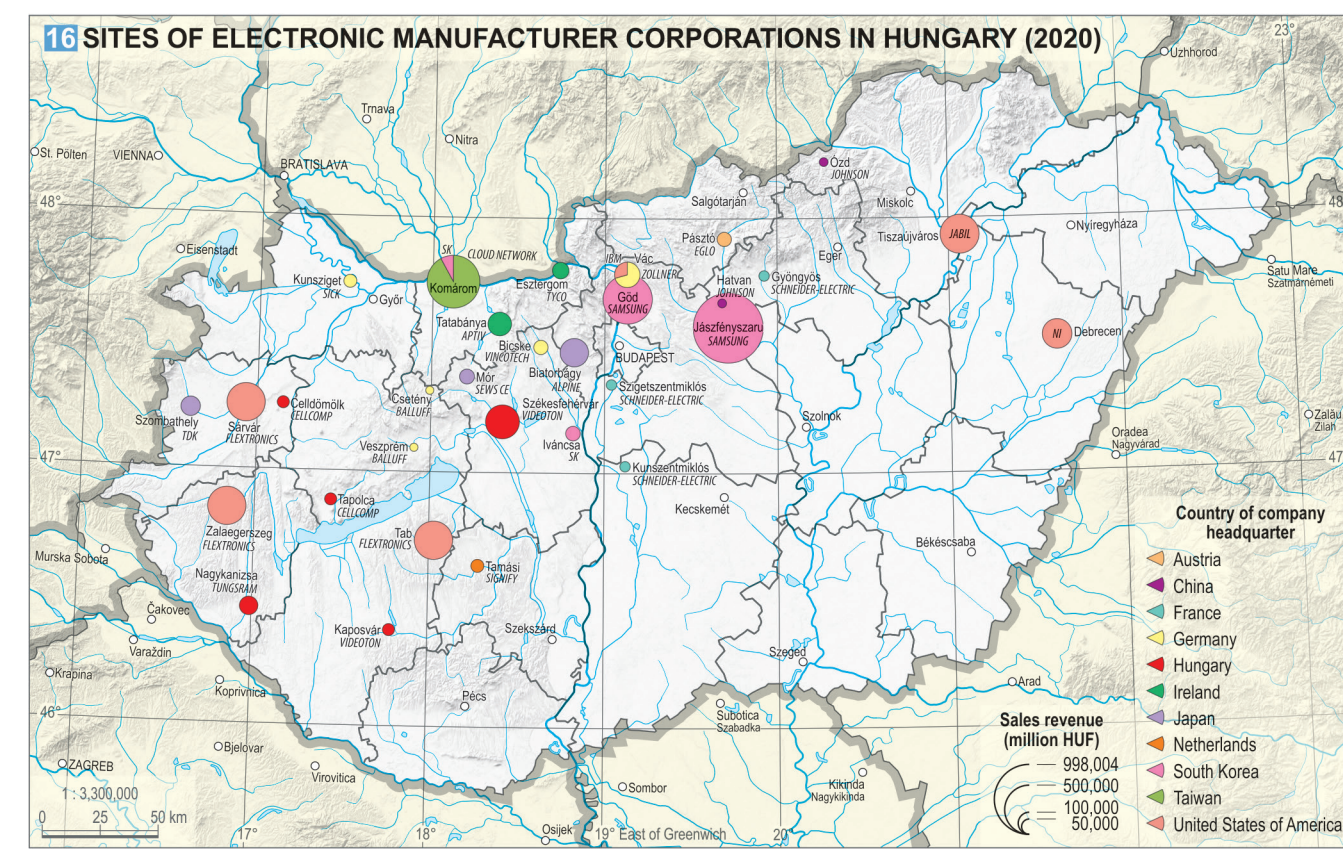 16 SITES OF ELECTRONIC MANUFACTURER CORPORATIONS IN HUNGARY (2020)
23°
Uzhhorod
Trnava
Nitra
St. Pölten
VIENNA
BRATISLAVA
Ózd
JOHNSON
Salgótarján
Miskolc
48°
48
Nyíregyháza
Eisenstadt
Pásztó
EGLO
Tiszaújváros
JABIL
SK
CLOUD NETWORK
IBM
Vác
ZOLLNER
Eger
Satu Mare
Szatmárnémeti
Kunsziget
SICK
Győr
Komárom
Esztergom
TYCO
Göd
SAMSUNG
Hatvan
JOHNSON
Gyöngyös
SCHNEIDER-ELECTRIC
Tatabánya
APTIV
Jászfényszaru
SAMSUNG
NI
Debrecen
Bicske
VINCOTECH
BUDAPEST
Biatorbágy
ALPINE
Mór
SEWS CE
Szigetszentmiklós
SCHNEIDER-ELECTRIC
Csetény
BALLUFF
Celldömölk
CELLCOMP
Székesfehérvár
VIDEOTON
Szombathely
TDK
Sárvár
FLEXTRONICS
Szolnok
Zalău
Zilah
Oradea
Nagyvárad
Veszprém
BALLUFF
Iváncsa
SK
47°
47
Kunszentmiklós
SCHNEIDER-ELECTRIC
Tapolca
CELLCOMP
Kecskemét
Zalaegerszeg
FLEXTRONICS
Tab
FLEXTRONICS
Békéscsaba
Murska Sobota
Tamási
SIGNIFY
Nagykanizsa
TUNGSRAM
Čakovec
Kaposvár
VIDEOTON
Szekszárd
Varaždin
Szeged
Krapina
Koprivnica
Pécs
Arad
46°
Subotica
Szabadka
Bjelovar
ZAGREB
Virovitica
Sombor
Kikinda
Nagykikinda
Osijek
1 : 3,300,000
0 25 50 km
17°
18°
19° East of Greenwich
20°
Country of company
headquarter
Austria
China
France
Germany
Hungary
Ireland
Japan
Netherlands
South Korea
Taiwan
United States of America
Sales revenue
(million HUF)
998,004
500,000
100,000
50,000